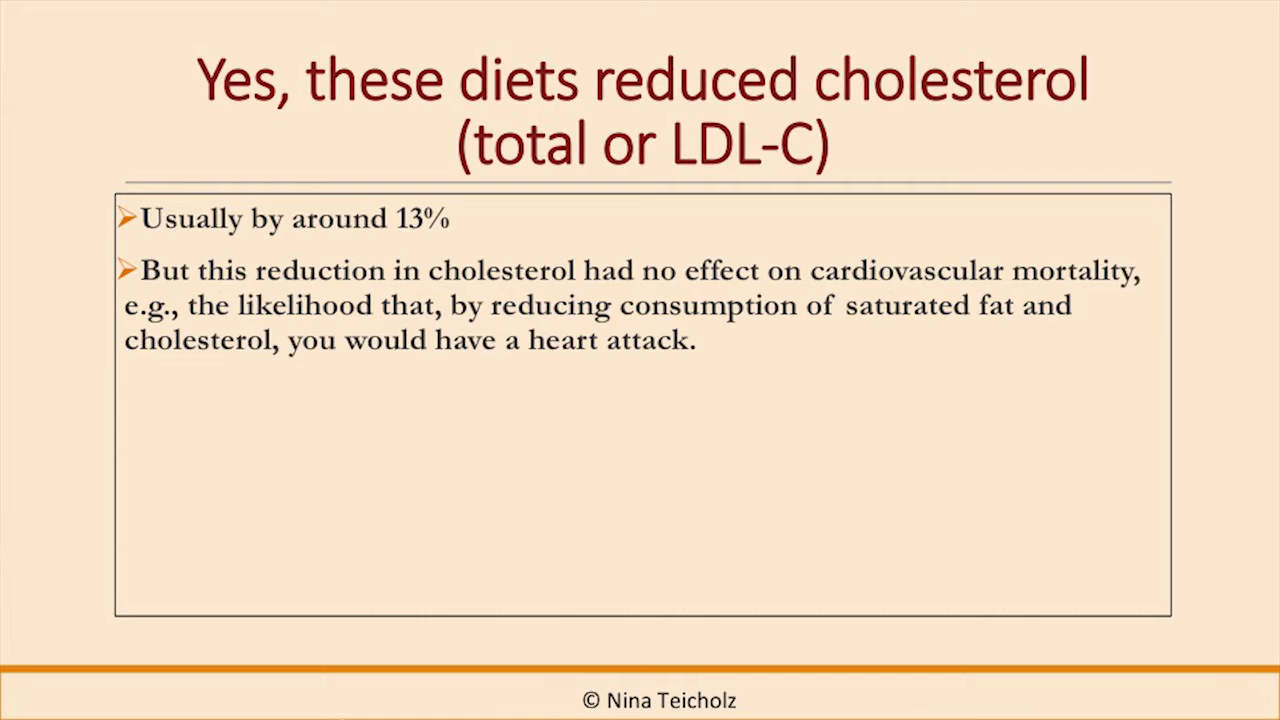 Yes, these diets reduced cholesterol
(total or LDL-C)
➢Usually by around 13%
➢But this reduction in cholesterol had no effect on cardiovascular mortality,
e.g., the likelihood that, by reducing consumption of saturated fat and
cholesterol, you would have a heart attack.
© Nina Teicholz